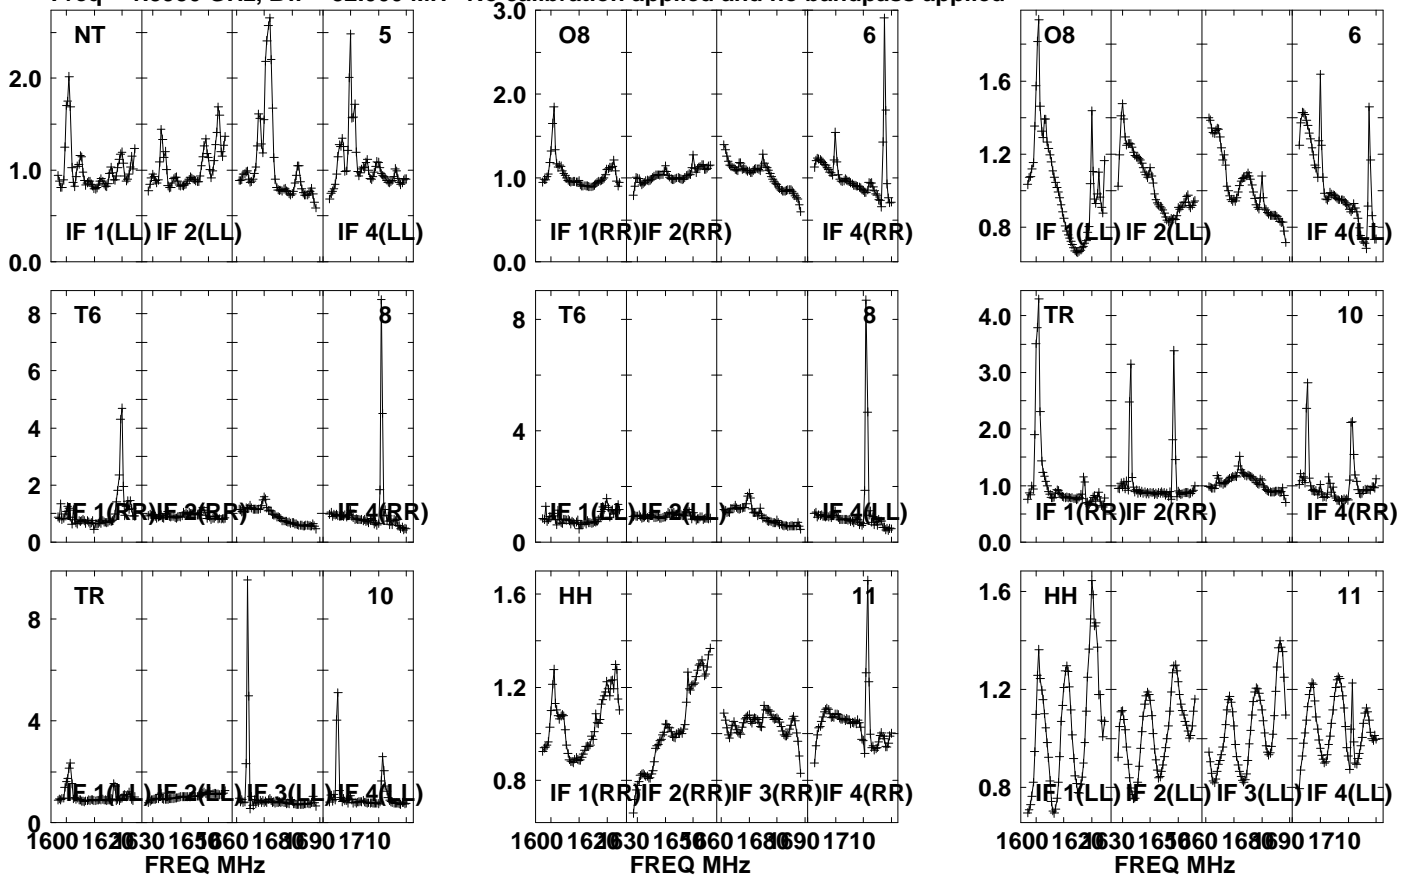 NT 5 O8 6 O8 6
2.0 1.0 0.0
3.0 2.0 1.0 0.0
1.6 1.2 0.8
IF 1(LL) IF 2(LL) IF 4(LL)
IF 1(RR) IF 2(RR) IF 4(RR)
IF 1(LL) IF 2(LL) IF 4(LL)
T6 8 T6 8 TR 10
8 6 4 2 0
8 4 0
4.0 3.0 2.0 1.0 0.0
IF 1(RR) IF 2(RR) IF 4(RR)
IF 1(LL) IF 2(LL) IF 4(LL)
IF 1(RR) IF 2(RR) IF 4(RR)
TR 10 HH 11 HH 11
8 4 2 0
1.6 1.2 0.8
1.6 1.2 0.8
IF 1(LL) IF 2(LL) IF 3(LL) IF 4(LL)
IF 1(RR) IF 2(RR) IF 3(RR) IF 4(RR)
IF 1(LL) IF 2(LL) IF 3(LL) IF 4(LL)
1600 1620 1630 1650 1660 1680 1690 1710
1600 1620 1630 1650 1660 1680 1690 1710
1600 1620 1630 1650 1660 1680 1690 1710
FREQ MHz FREQ MHz FREQ MHz